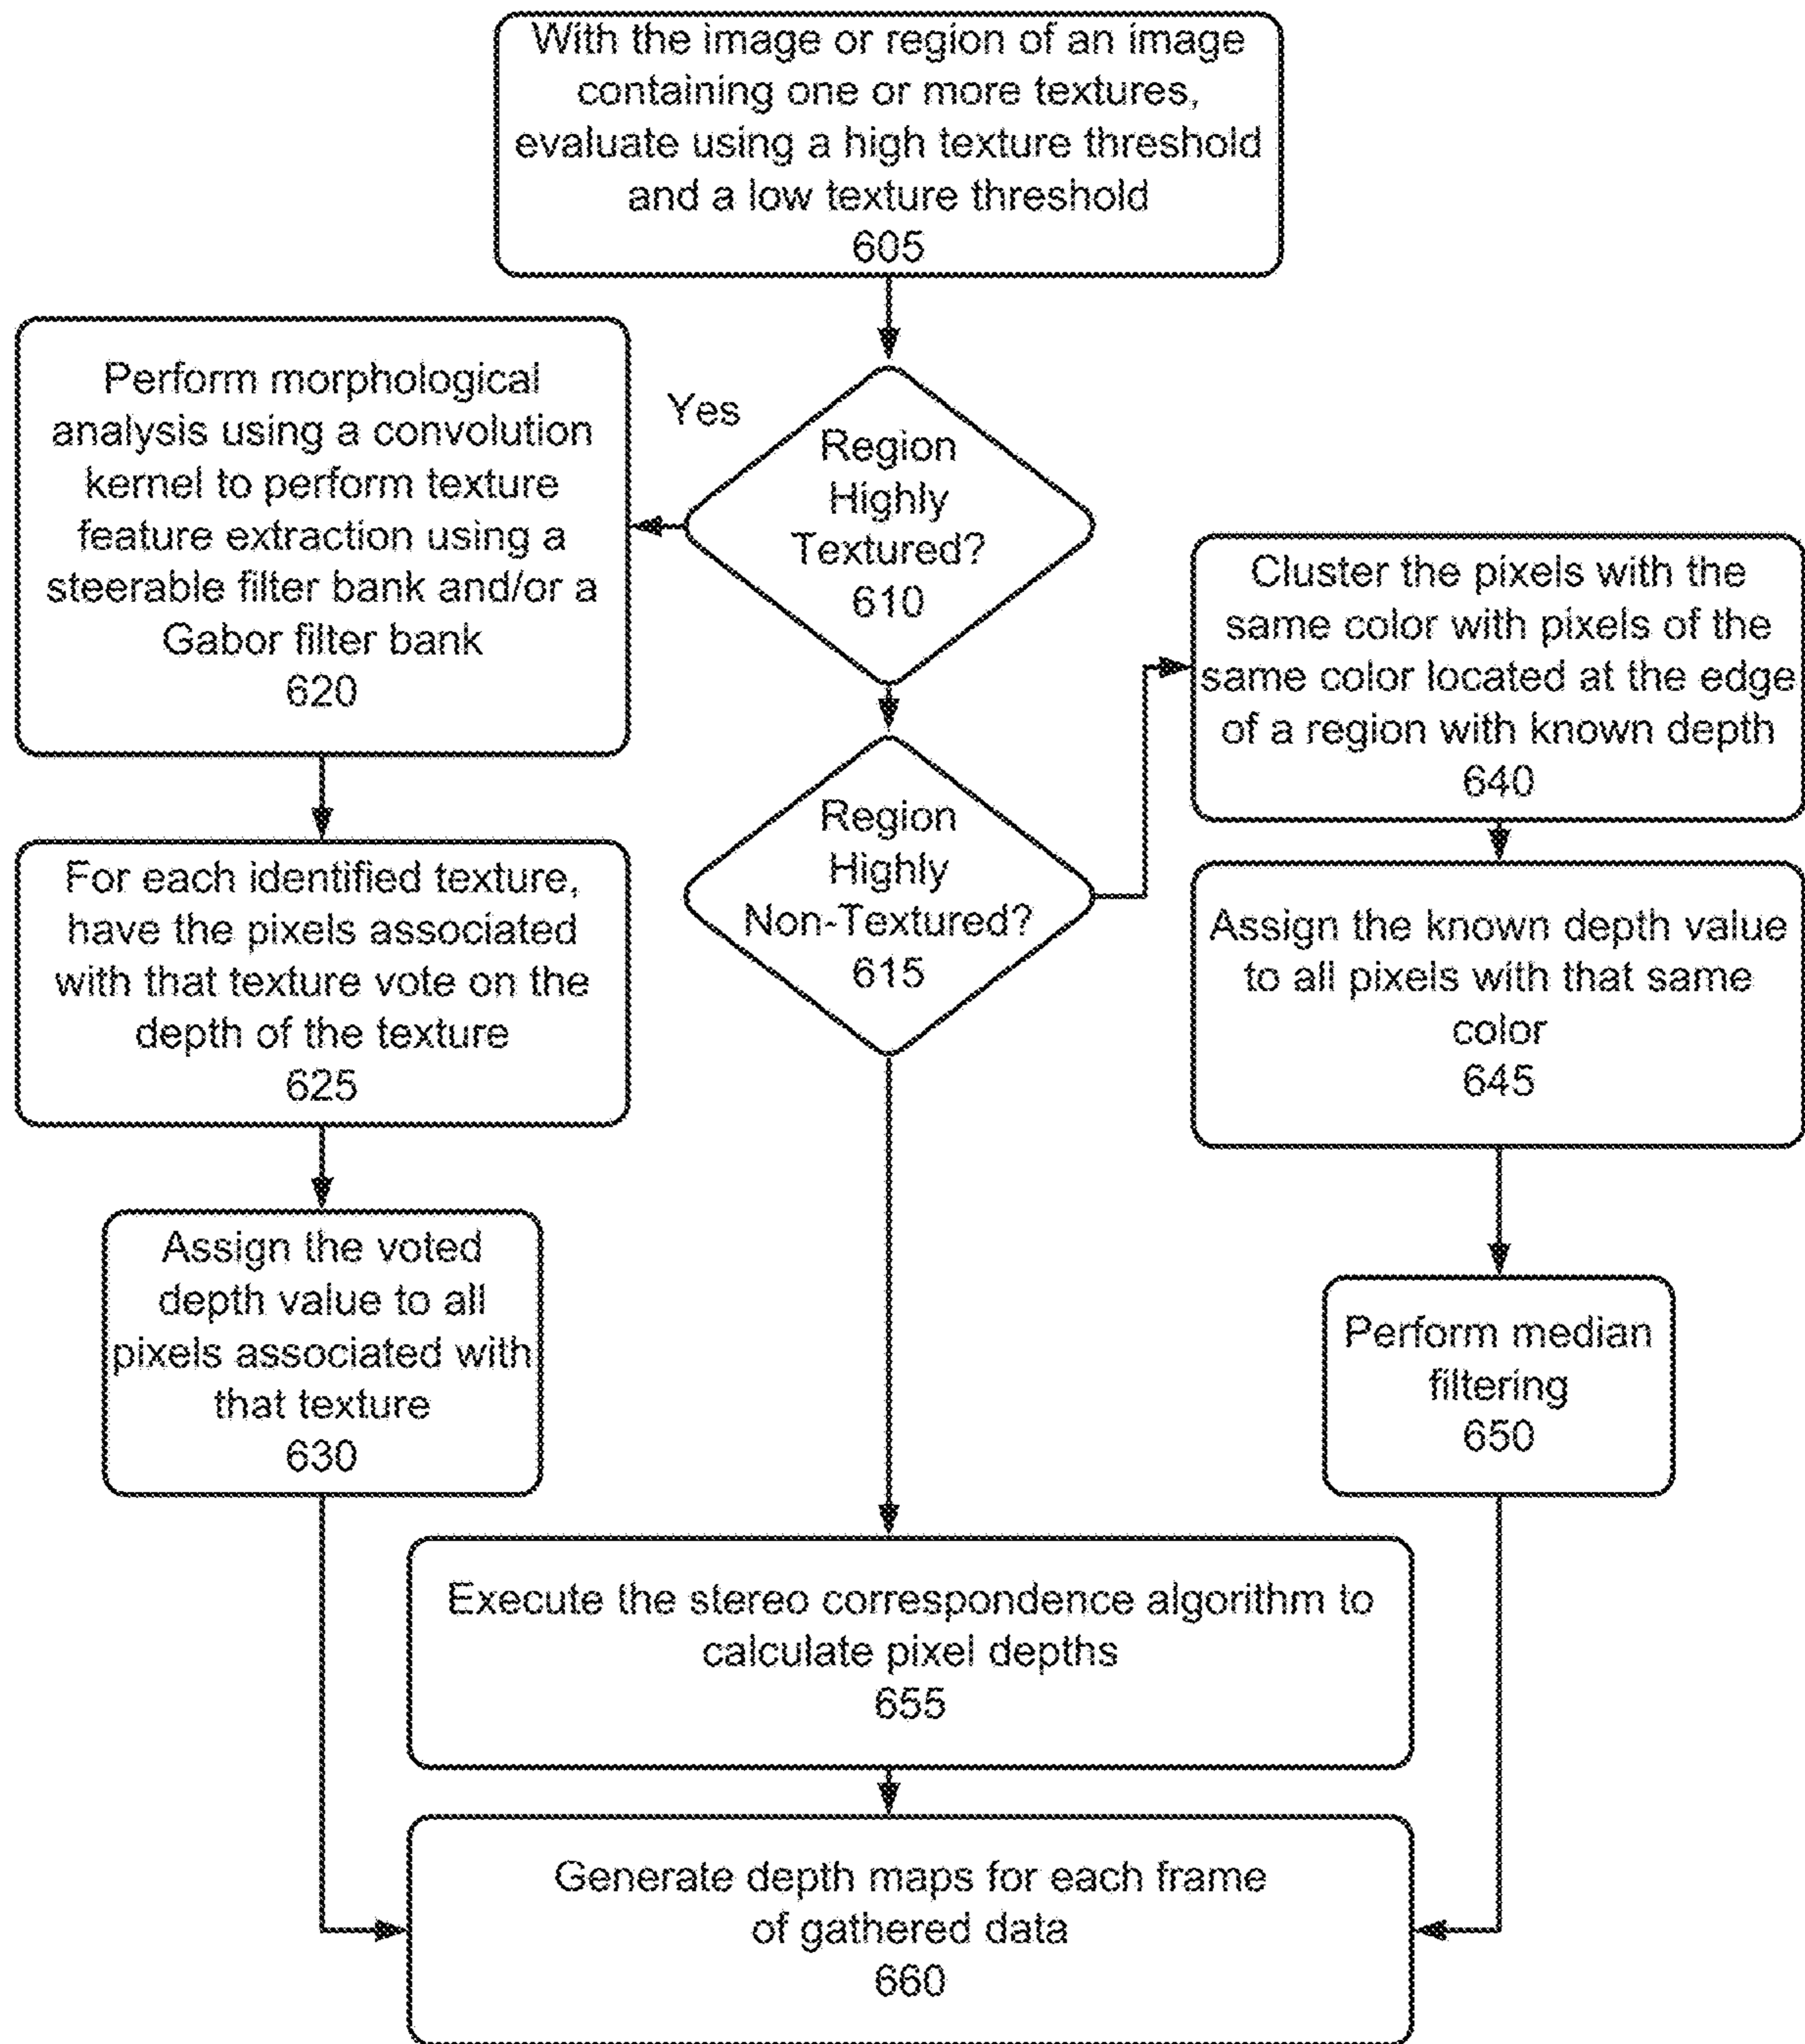 With the image or region of an image
containing one or more textures,
evaluate using a high texture threshold
and a low texture threshold
605
Yes
Region
Highly
Textured?
610
Perform morphological
analysis using a convolution
kernel to perform texture
feature extraction using a
steerable filter bank and/or a
Gabor filter bank
620
Region
Highly
Non-Textured?
615
Cluster the pixels with the
same color with pixels of the
same color located at the edge
of a region with known depth
640
For each identified texture,
have the pixels associated
with that texture vote on the
depth of the texture
625
Assign the known depth value
to all pixels with that same
color
645
Assign the voted
depth value to all
pixels associated with
that texture
630
Perform median
filtering
650
Execute the stereo correspondence algorithm to
calculate pixel depths
655
Generate depth maps for each frame
of gathered data
660